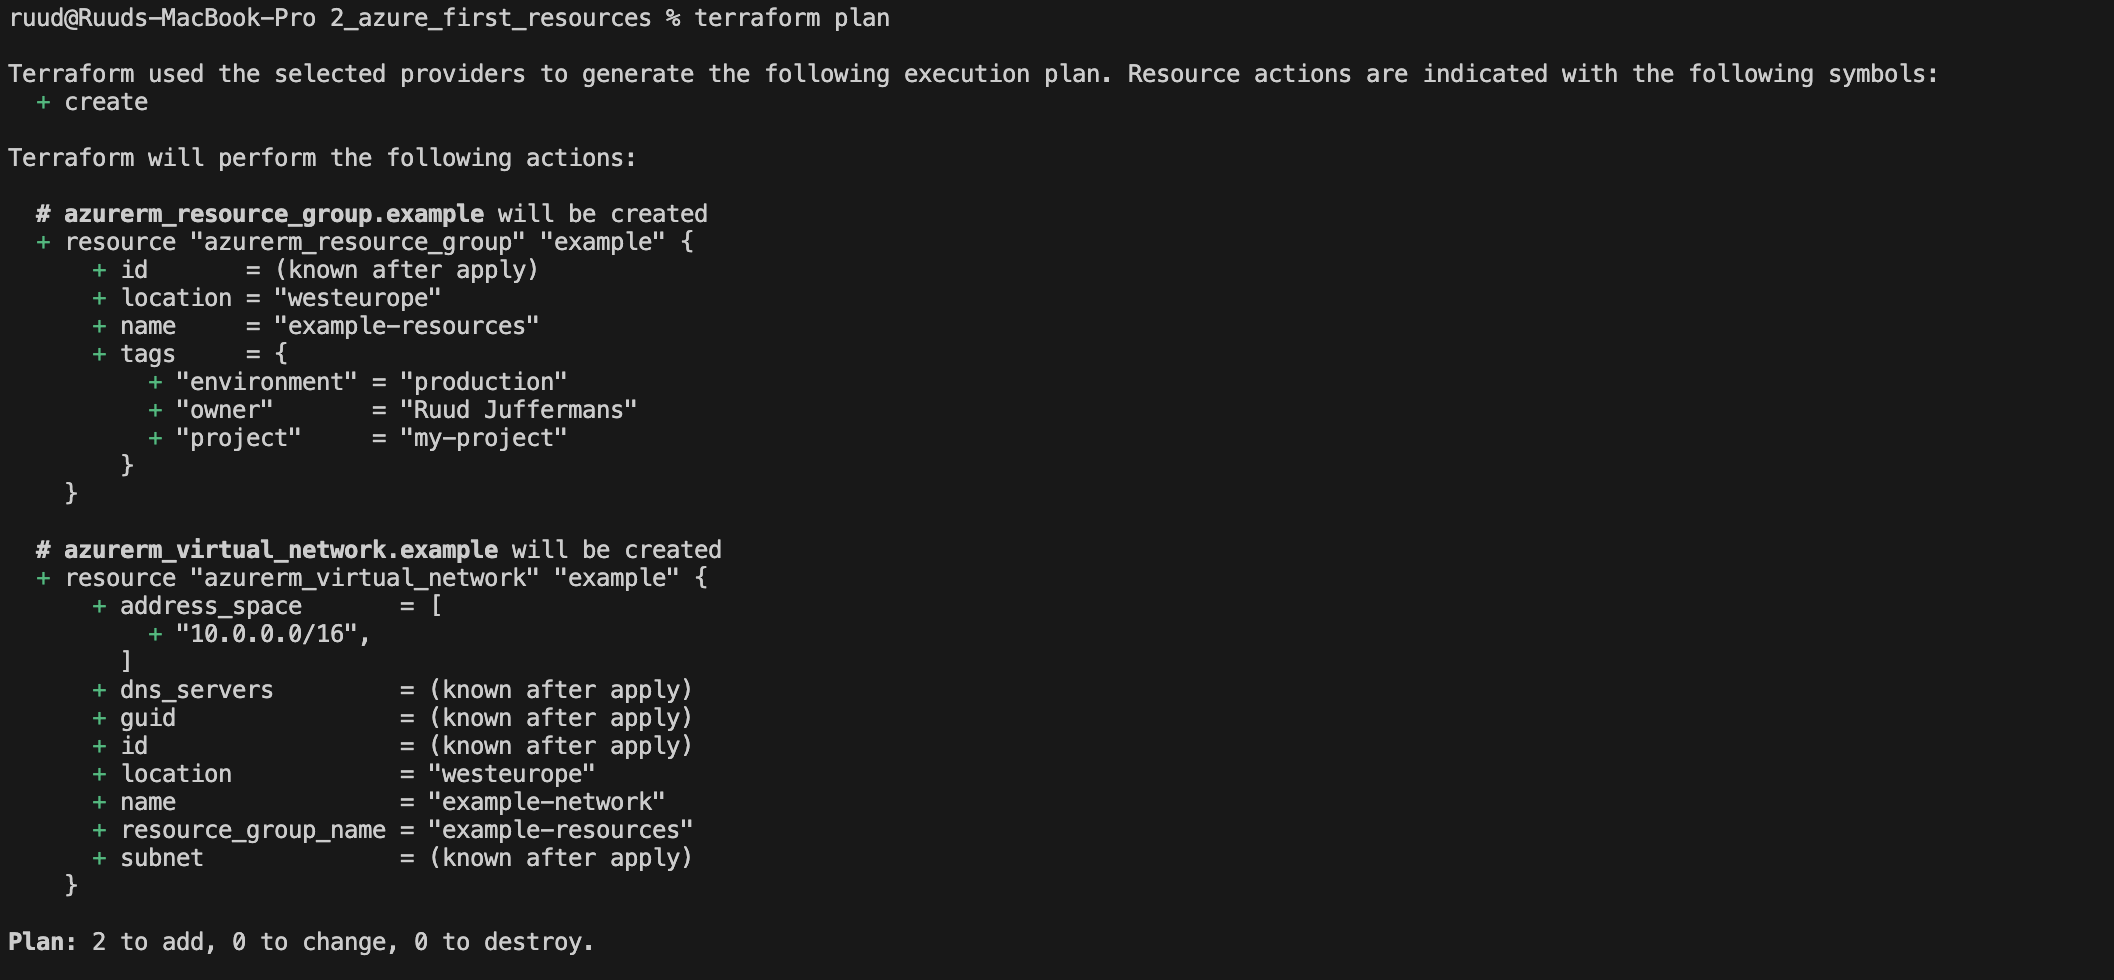 ruud@Ruuds-MacBook-Pro 2_azure_first_resources % terraform plan

Terraform used the selected providers to generate the following execution plan. Resource actions are indicated with the following symbols:
  + create

Terraform will perform the following actions:

  # azurerm_resource_group.example will be created
  + resource "azurerm_resource_group" "example" {
      + id       = (known after apply)
      + location = "westeurope"
      + name     = "example-resources"
      + tags     = {
          + "environment" = "production"
          + "owner"       = "Ruud Juffermans"
          + "project"     = "my-project"
        }
    }

  # azurerm_virtual_network.example will be created
  + resource "azurerm_virtual_network" "example" {
      + address_space       = [
          + "10.0.0.0/16",
        ]
      + dns_servers         = (known after apply)
      + guid                = (known after apply)
      + id                  = (known after apply)
      + location            = "westeurope"
      + name                = "example-network"
      + resource_group_name = "example-resources"
      + subnet              = (known after apply)
    }

Plan: 2 to add, 0 to change, 0 to destroy.